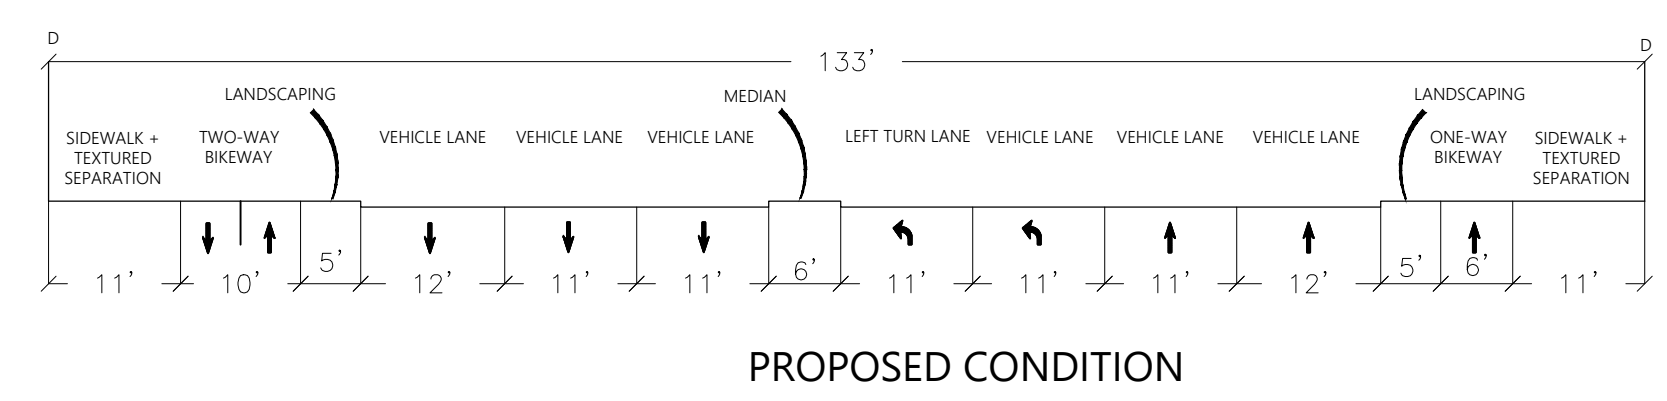 D
D
133'
LANDSCAPING
MEDIAN
LANDSCAPING
SIDEWALK +
TEXTURED
SEPARATION
TWO-WAY
BIKEWAY
VEHICLE LANE
VEHICLE LANE
VEHICLE LANE
LEFT TURN LANE
VEHICLE LANE
VEHICLE LANE
VEHICLE LANE
ONE-WAY
BIKEWAY
SIDEWALK +
TEXTURED
SEPARATION
11'
10'
5'
12'
11'
11'
6'
11'
11'
11'
12'
5'
6'
11'
PROPOSED CONDITION